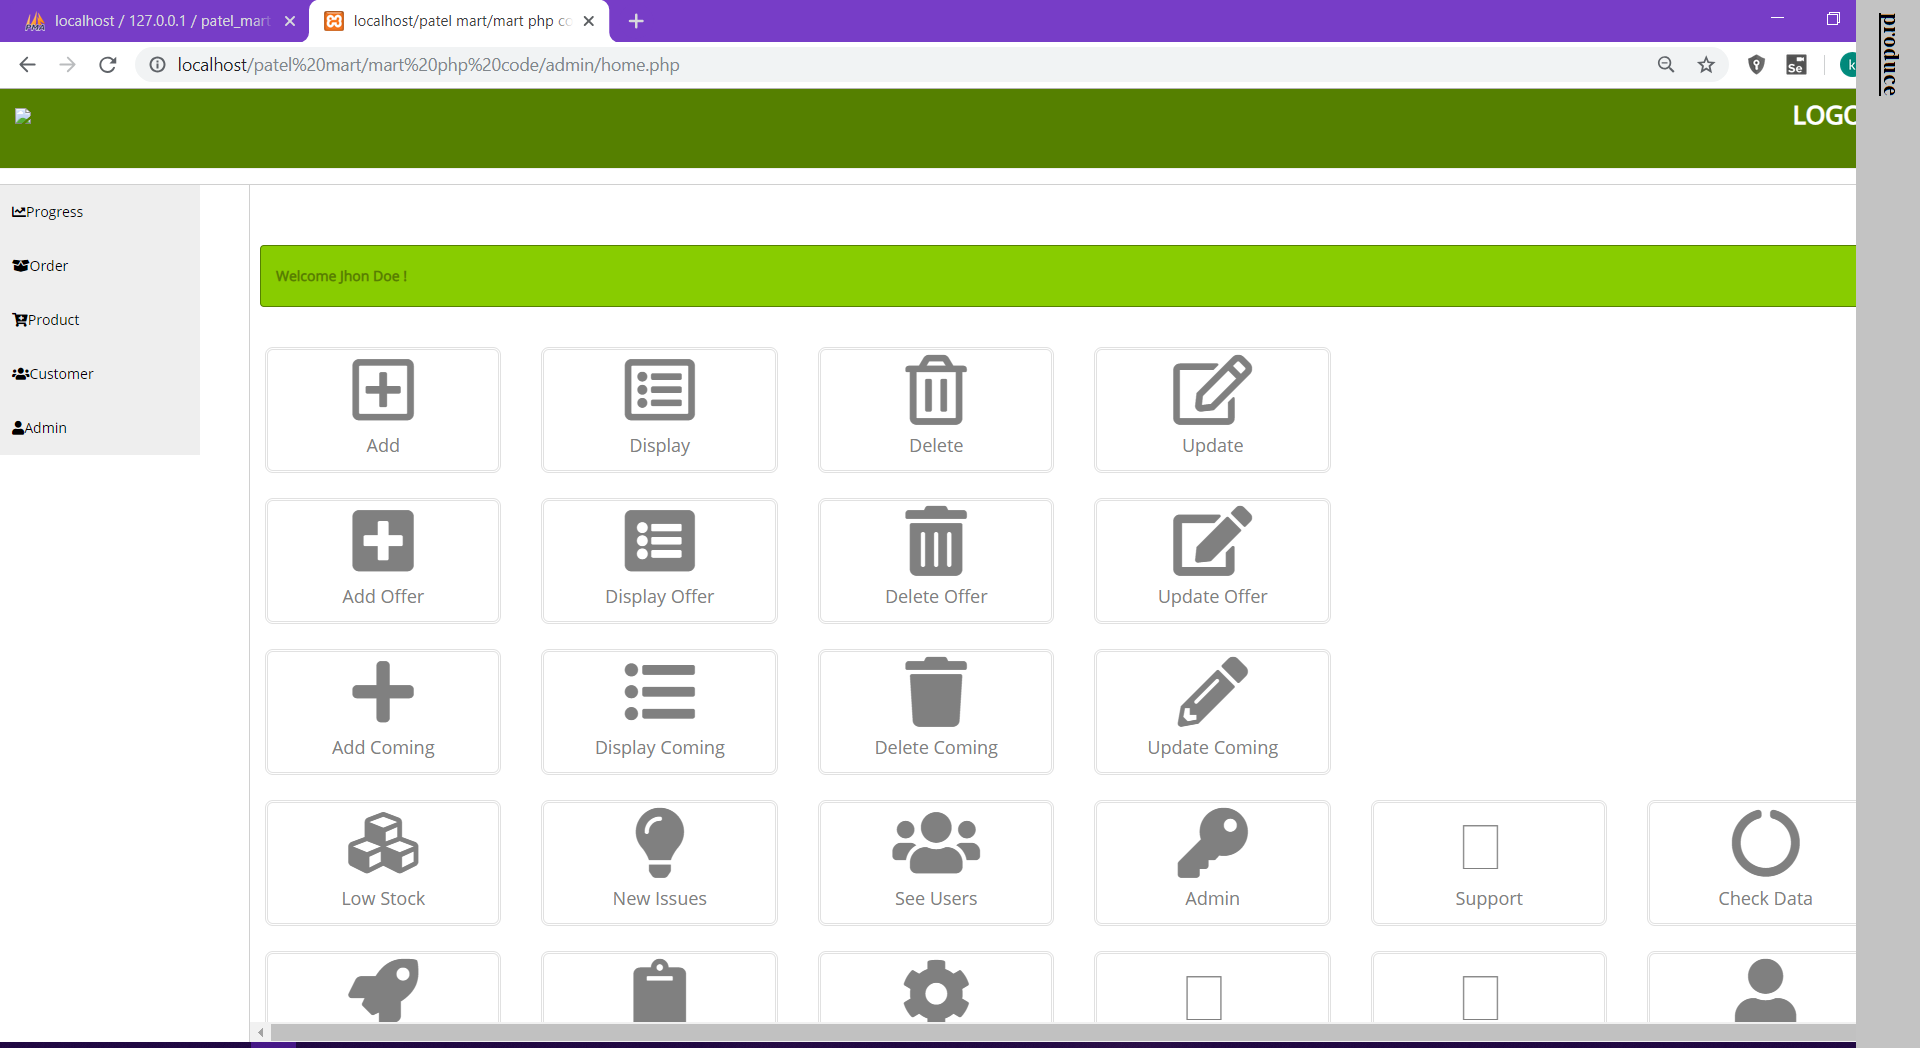 localhost / 127.0.0.1 / patel_mart
localhost/patel mart/mart php co
localhost/patel%20mart/mart%20php%20code/admin/home.php
Se
k
produce
LOGO
Progress
Order
Product
Customer
Admin
Welcome Jhon Doe !
Add
Display
Delete
Update
Add Offer
Display Offer
Delete Offer
Update Offer
Add Coming
Display Coming
Delete Coming
Update Coming
Low Stock
New Issues
See Users
Admin
Support
Check Data